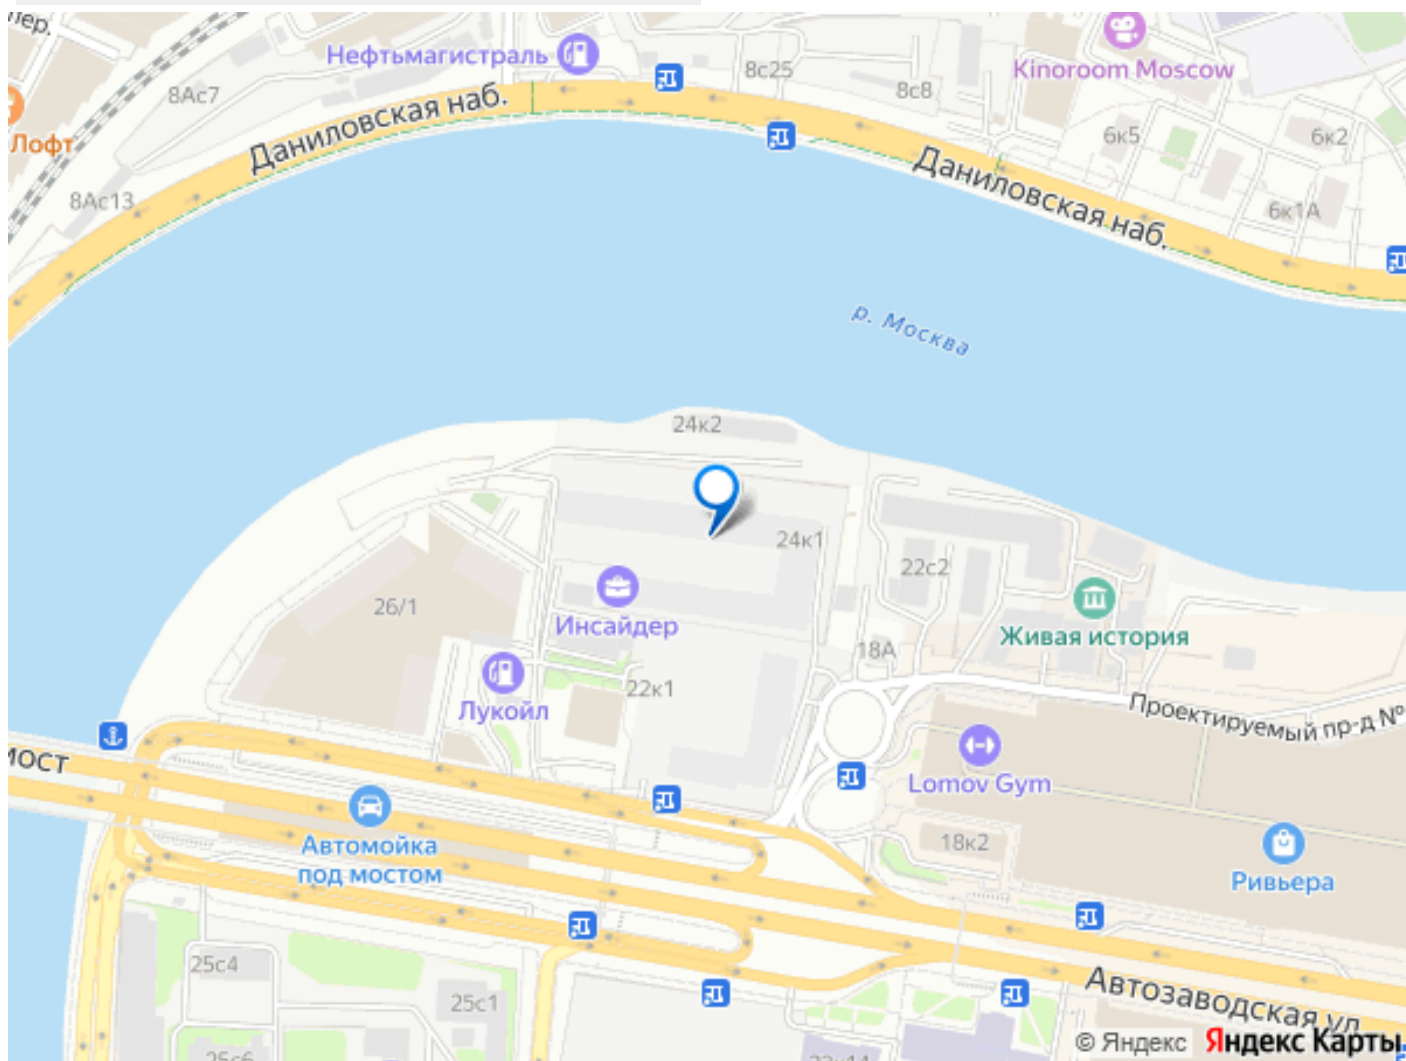 пер.
Нефтьмагистраль
8с25
Kinoroom Moscow
8Ас7
8с8
Даниловская наб.
Лофт
6к5
6к2
Даниловская наб.
8Ас13
6к1А
р. Москва
24к2
24к1
22с2
26/1
Инсайдер
Живая история
18А
22к1
Лукойл
Проектируемый пр-д №
мост
Lomov Gym
Автомойка
под мостом
18к2
Ривьера
25с4
25с1
Автозаводская ул.
25с6
© Яндекс Яндекс Карты